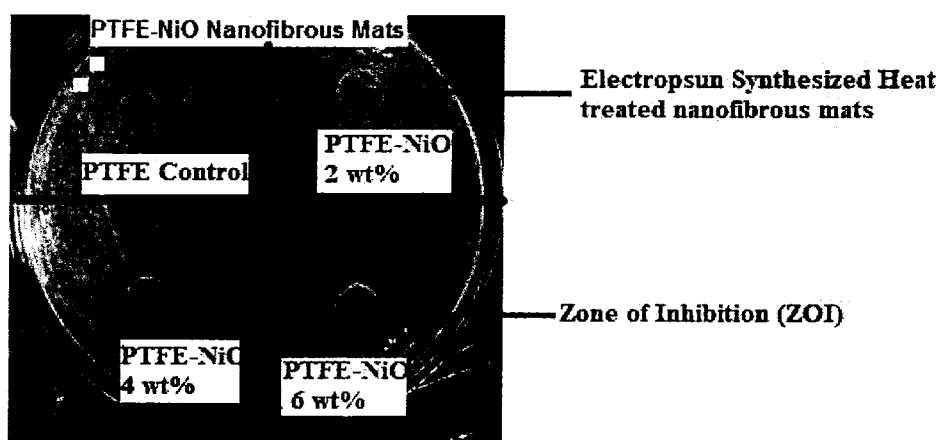 PTFE-NiO Nanofibrous Mats
Electropsun Synthesized Heat
treated nanofibrous mats
PTFE-NiO
2 wt%
PTFE Control
Zone of Inhibition (ZOI)
PTFE-NiO
4 wt%
PTFE-NiO
6 wt%